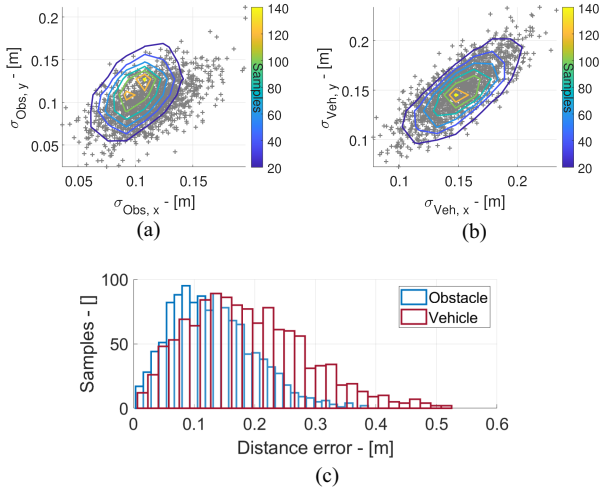 0.2
0.15
0.1
0.05
σObs, y - [m]
0.05 0.1 0.15
σObs, x - [m]
140
120
100
80
60
40
20
Samples
(a)
0.2
0.15
0.1
σVeh, y - [m]
0.1 0.15 0.2
σVeh, x - [m]
140
120
100
80
60
40
20
Samples
(b)
100
50
0
Samples - []
Obstacle
Vehicle
0 0.1 0.2 0.3 0.4 0.5 0.6
Distance error - [m]
(c)